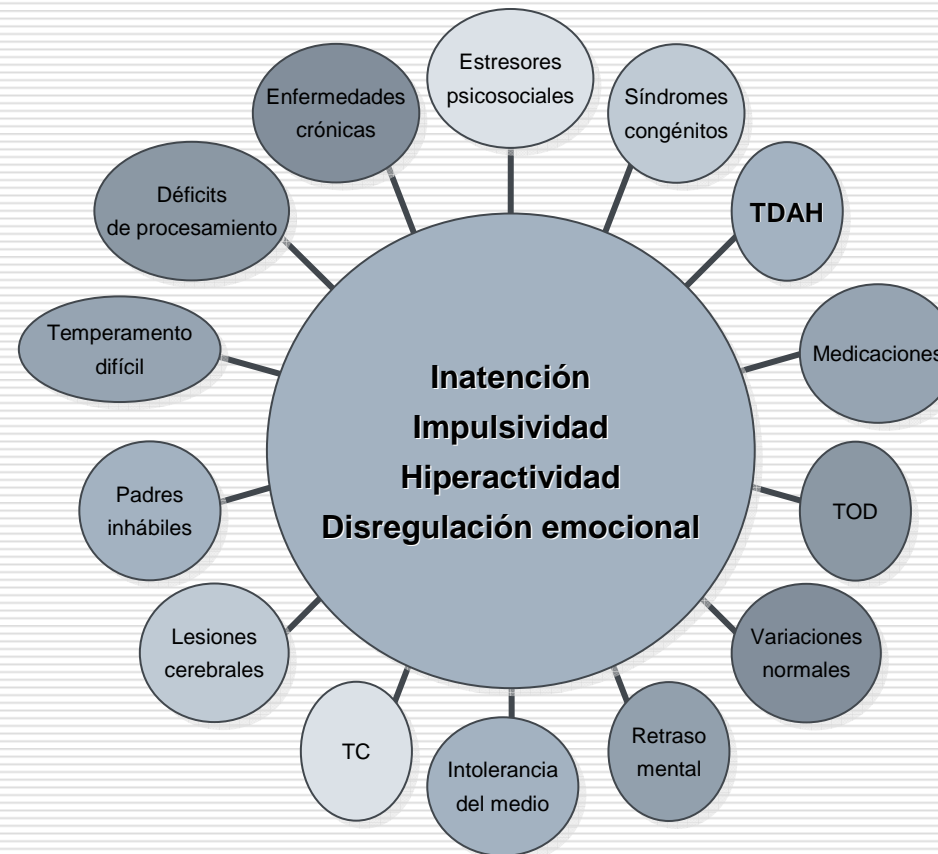 Estresores
psicosociales
Síndromes
congénitos
TDAH
Medicaciones
TOD
Variaciones
normales
Retraso
mental
Intolerancia
del medio
TC
Lesiones
cerebrales
Padres
inhábiles
Temperamento
difícil
Déficits
de procesamiento
Enfermedades
crónicas
Inatención
Impulsividad
Hiperactividad
Disregulación emocional